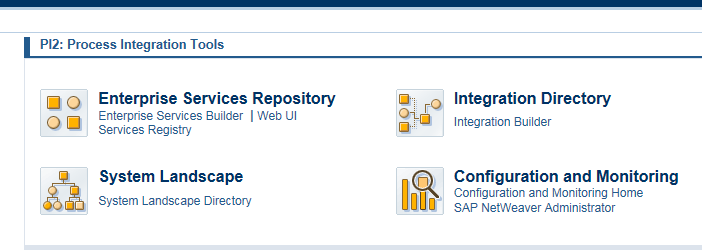 PI2: Process Integration Tools
Enterprise Services Repository
Enterprise Services Builder | Web UI
Services Registry
Integration Directory
Integration Builder
System Landscape
System Landscape Directory
Configuration and Monitoring
Configuration and Monitoring Home
SAP NetWeaver Administrator